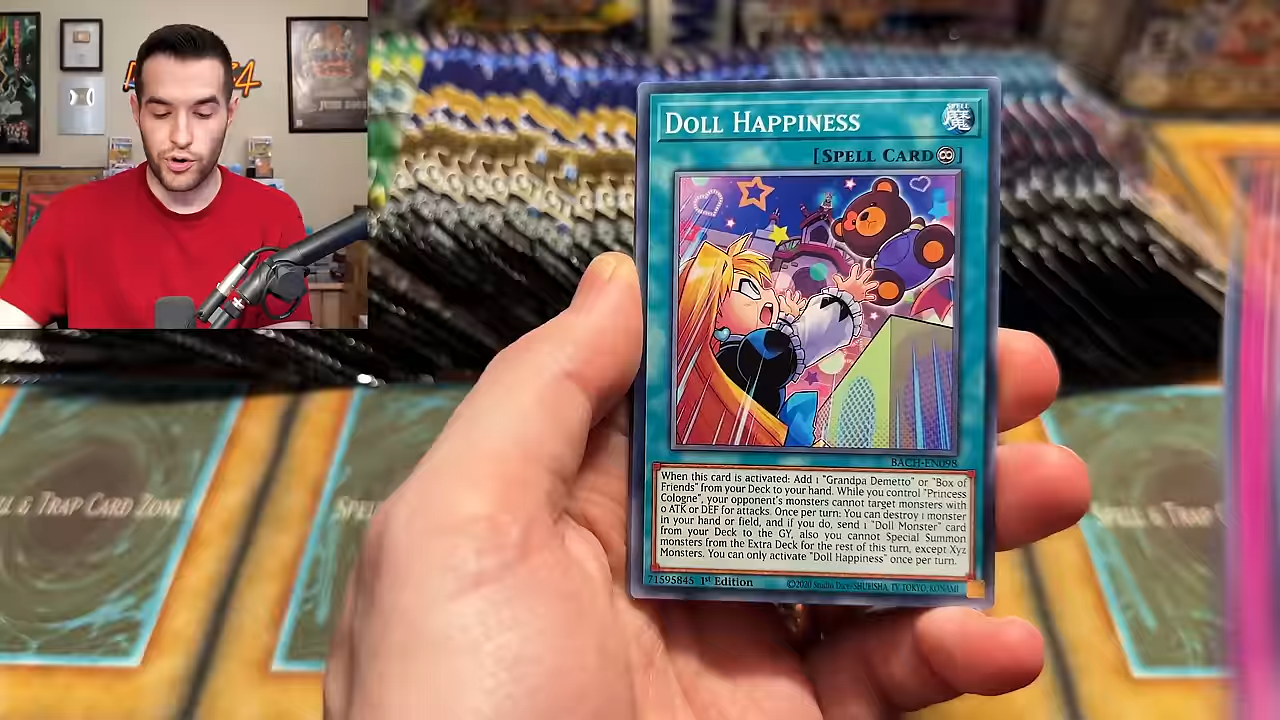 DOLL HAPPINESS
SPELL
魔
[SPELL CARD]
BACH-EN098
When this card is activated: Add 1 "Grandpa Demetto" or "Box of
Friends" from your Deck to your hand. While you control "Princess
Cologne", your opponent's monsters cannot target monsters with
0 ATK or DEF for attacks. Once per turn: You can destroy 1 monster
in your hand or field, and if you do, send 1 "Doll Monster" card
from your Deck to the GY, also you cannot Special Summon
monsters from the Extra Deck for the rest of this turn, except Xyz
Monsters. You can only activate "Doll Happiness" once per turn.
71595845 1st Edition
©2020 Studio Dice/SHUEISHA, TV TOKYO, KONAMI
& TRAP CARD ZONE